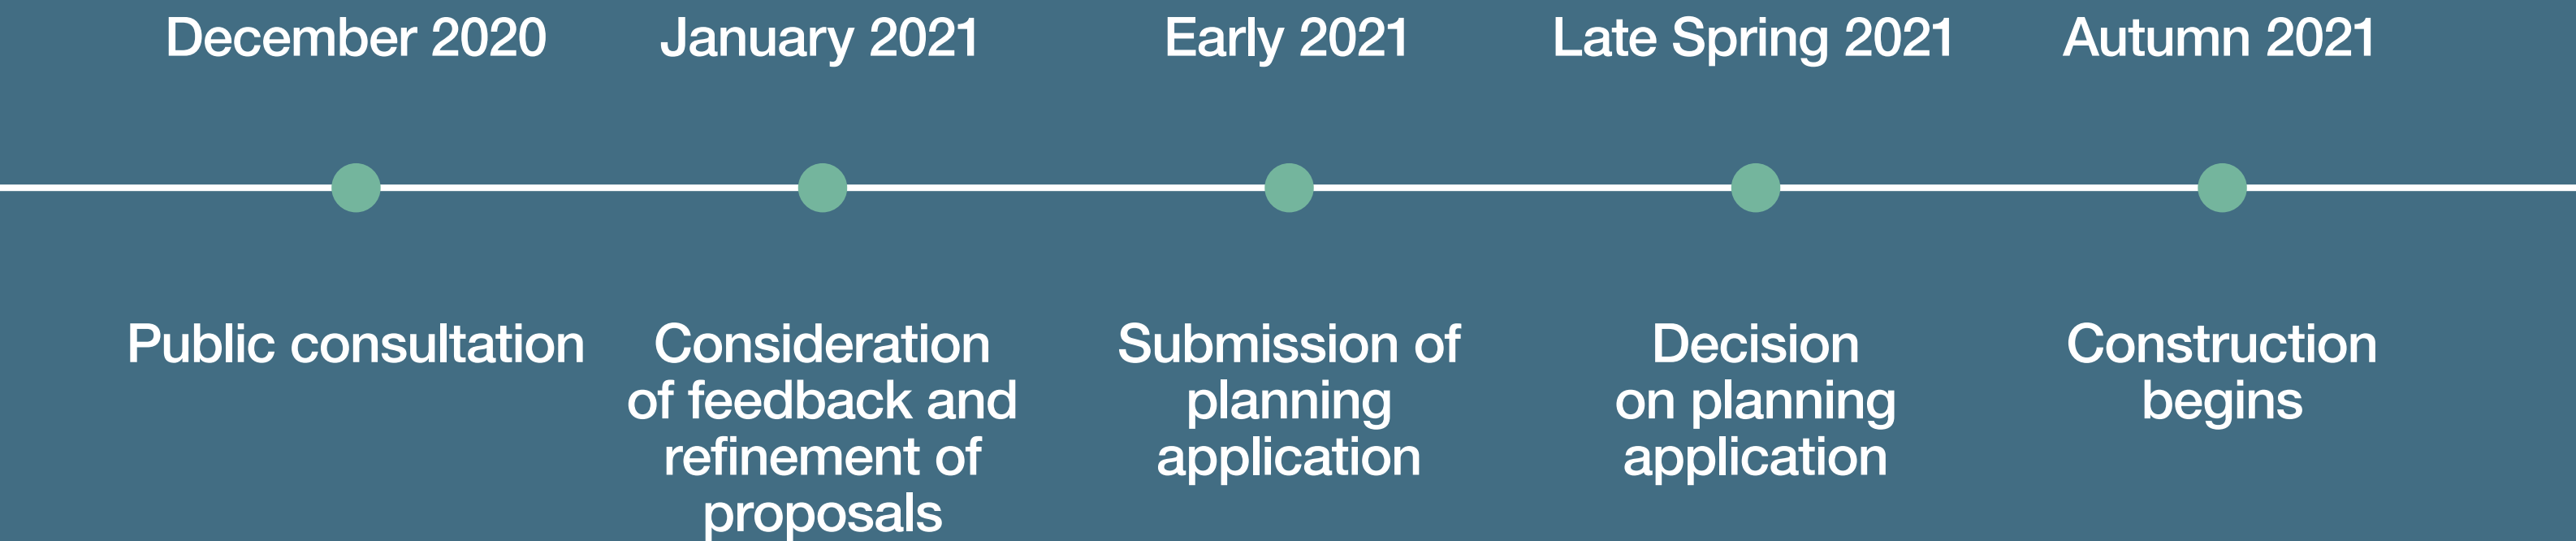 December 2020
January 2021
Early 2021
Late Spring 2021
Autumn 2021
Public consultation
Consideration
of feedback and
refinement of
proposals
Submission of
planning
application
Decision
on planning
application
Construction
begins